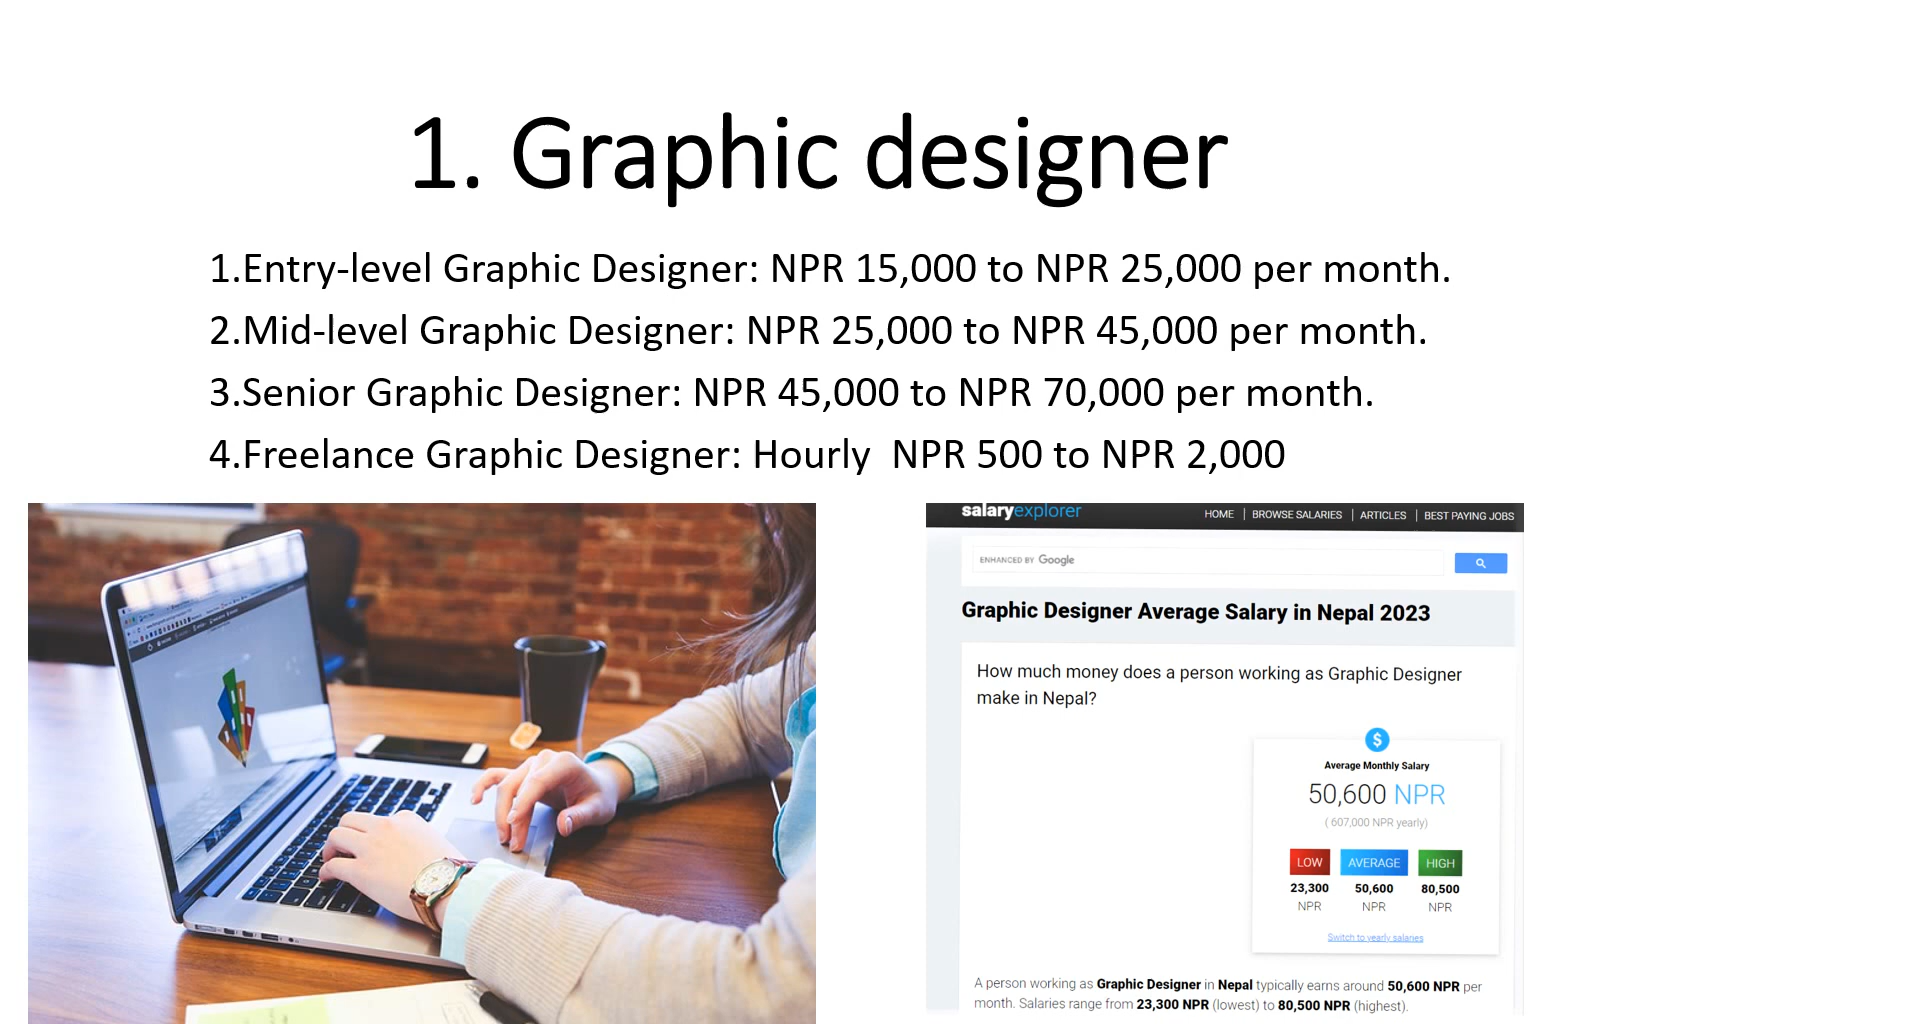 1. Graphic designer
1.Entry-level Graphic Designer: NPR 15,000 to NPR 25,000 per month.
2.Mid-level Graphic Designer: NPR 25,000 to NPR 45,000 per month.
3.Senior Graphic Designer: NPR 45,000 to NPR 70,000 per month.
4.Freelance Graphic Designer: Hourly  NPR 500 to NPR 2,000
salaryexplorer
HOME | BROWSE SALARIES | ARTICLES | BEST PAYING JOBS
ENHANCED BY Google
Graphic Designer Average Salary in Nepal 2023
How much money does a person working as Graphic Designer
make in Nepal?
$
Average Monthly Salary
50,600 NPR
( 607,000 NPR yearly)
LOW AVERAGE HIGH
23,300 50,600 80,500
NPR NPR NPR
Switch to yearly salaries
A person working as Graphic Designer in Nepal typically earns around 50,600 NPR per
month. Salaries range from 23,300 NPR (lowest) to 80,500 NPR (highest).